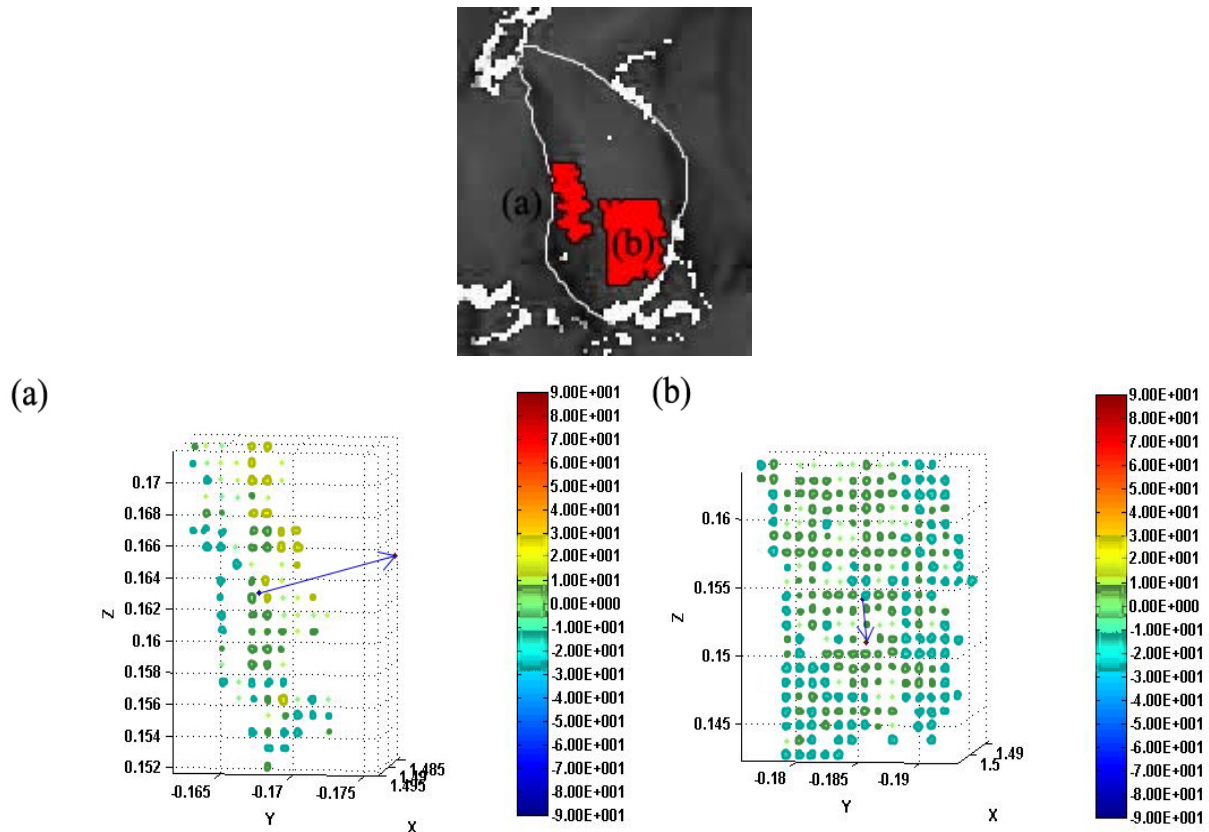 (a)
(b)
(a)
9.00E+001
8.00E+001
7.00E+001
6.00E+001
5.00E+001
4.00E+001
3.00E+001
2.00E+001
1.00E+001
0.00E+000
-1.00E+001
-2.00E+001
-3.00E+001
-4.00E+001
-5.00E+001
-6.00E+001
-7.00E+001
-8.00E+001
-9.00E+001
0.17
0.168
0.166
0.164
0.162
0.16
0.158
0.156
0.154
0.152
Z
-0.165
-0.17
-0.175
Y
1.495
1.49
1.485
X
(b)
9.00E+001
8.00E+001
7.00E+001
6.00E+001
5.00E+001
4.00E+001
3.00E+001
2.00E+001
1.00E+001
0.00E+000
-1.00E+001
-2.00E+001
-3.00E+001
-4.00E+001
-5.00E+001
-6.00E+001
-7.00E+001
-8.00E+001
-9.00E+001
0.16
0.155
0.15
0.145
Z
-0.18
-0.185
-0.19
Y
1.5
1.49
X